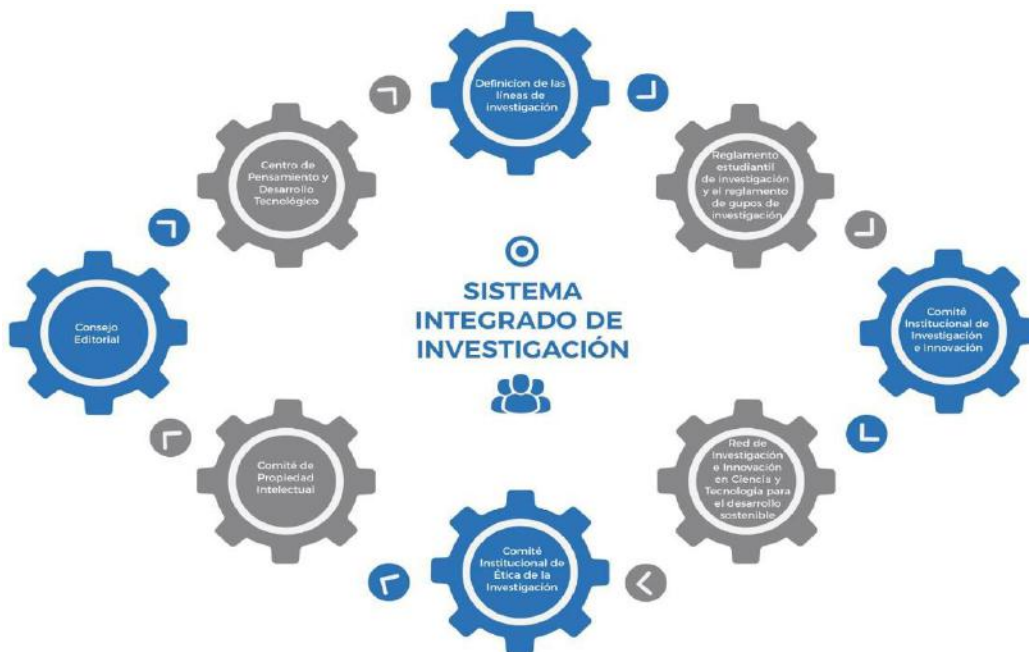 Definicion de las
líneas de
investigación
Reglamento
estudiantil
de investigación
y el reglamento
de gupos de
investigación
Comité
Institucional de
Investigación
e Innovación
Red de
Investigación
e Innovación
en Ciencia y
Tecnología para
el desarrollo
sostenible
Comité
Institucional de
Ética de la
Investigación
Comité de
Propiedad
Intelectual
Consejo
Editorial
Centro de
Pensamiento y
Desarrollo
Tecnológico
SISTEMA
INTEGRADO DE
INVESTIGACIÓN